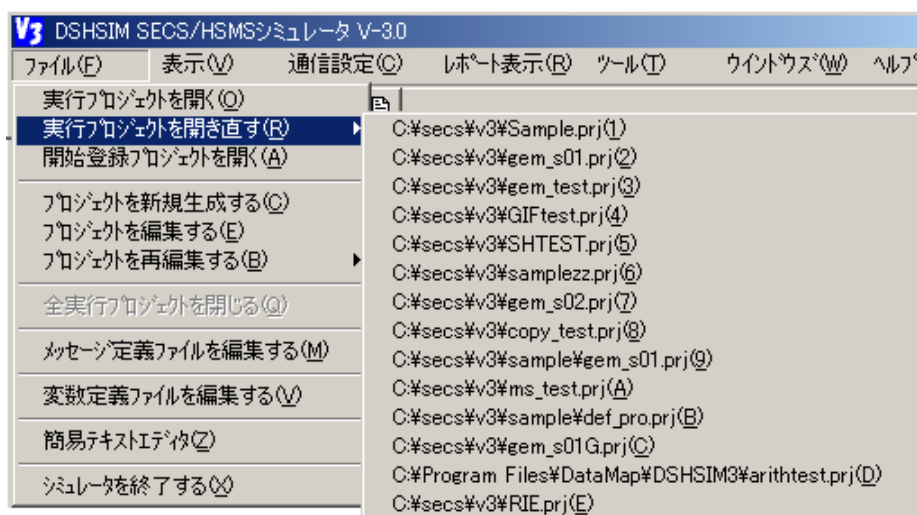 V3 DSHSIM SECS/HSMSシミュレータ V-3.0
ファイル(F) 表示(V) 通信設定(C) レポート表示(R) ツール(T) ウインドウズ(W) ヘルプ
実行プロジェクトを開く(O)
実行プロジェクトを開き直す(R)
開始登録プロジェクトを開く(A)
プロジェクトを新規生成する(C)
プロジェクトを編集する(E)
プロジェクトを再編集する(B)
全実行プロジェクトを閉じる(Q)
メッセージ定義ファイルを編集する(M)
変数定義ファイルを編集する(V)
簡易テキストエディタ(Z)
シミュレータを終了する(X)
C:¥secs¥v3¥Sample.prj(1)
C:¥secs¥v3¥gem_s01.prj(2)
C:¥secs¥v3¥gem_test.prj(3)
C:¥secs¥v3¥GIFtest.prj(4)
C:¥secs¥v3¥SHTEST.prj(5)
C:¥secs¥v3¥samplezz.prj(6)
C:¥secs¥v3¥gem_s02.prj(7)
C:¥secs¥v3¥copy_test.prj(8)
C:¥secs¥v3¥sample¥gem_s01.prj(9)
C:¥secs¥v3¥ms_test.prj(A)
C:¥secs¥v3¥sample¥def_pro.prj(B)
C:¥secs¥v3¥gem_s01G.prj(C)
C:¥Program Files¥DataMap¥DSHSIM3¥arithtest.prj(D)
C:¥secs¥v3¥RIE.prj(E)